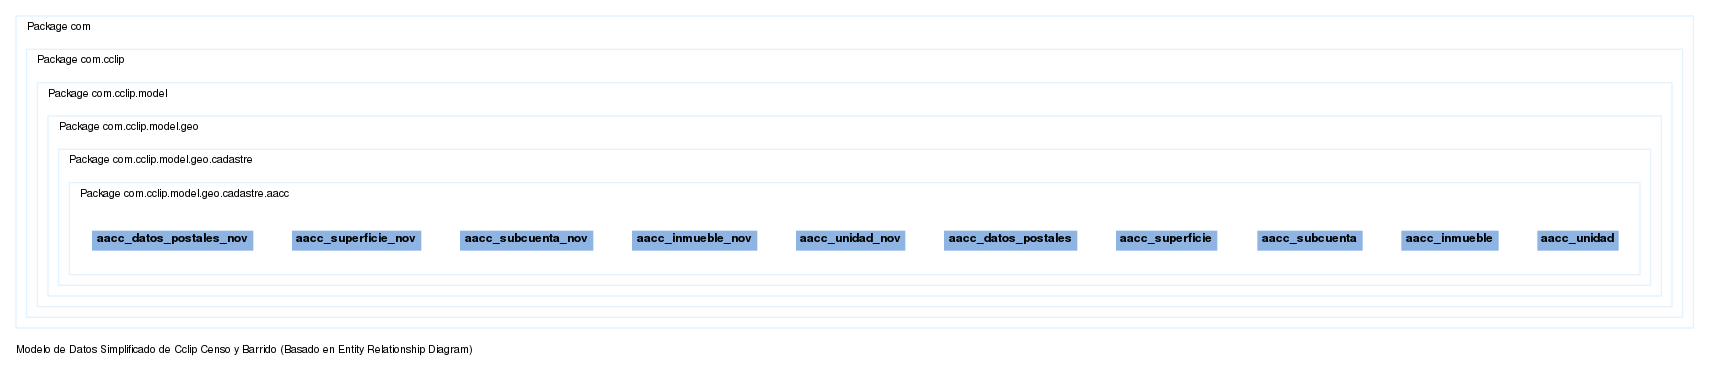 Package com
Package com.cclip
Package com.cclip.model
Package com.cclip.model.geo
Package com.cclip.model.geo.cadastre
Package com.cclip.model.geo.cadastre.aacc
aacc_datos_postales_nov aacc_superficie_nov aacc_subcuenta_nov aacc_inmueble_nov aacc_unidad_nov aacc_datos_postales aacc_superficie aacc_subcuenta aacc_inmueble aacc_unidad
Modelo de Datos Simplificado de Cclip Censo y Barrido (Basado en Entity Relationship Diagram)